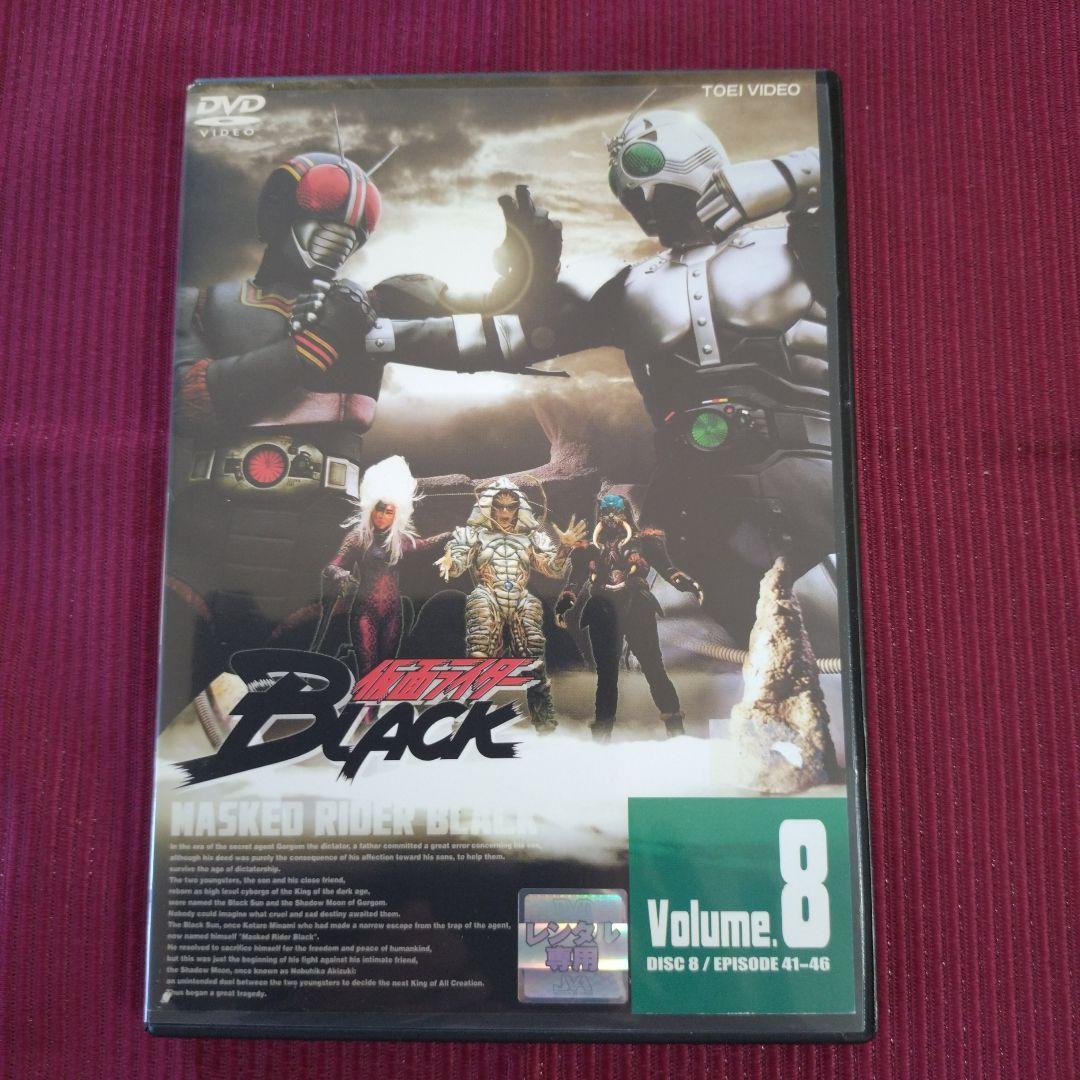 DVD
VIDEO
TOEI VIDEO
仮面ライダー
BLACK
MASKED RIDER BLACK
In the era of the secret agent Gorgom the dictator, a father committed a great error concerning his son,
although his deed was purely the consequence of his affection toward his sons, to help them,
survive the age of dictatorship.
The two youngsters, the son and his close friend,
reborn as high level cyborgs of the King of the dark age,
were named the Black Sun and the Shadow Moon of Gorgom.
Nobody could imagine what cruel and sad destiny awaited them.
The Black Sun, once Kotaro Minami who had made a narrow escape from the trap of the agent,
now named himself "Masked Rider Black".
He resolved to sacrifice himself for the freedom and peace of humankind,
but this was just the beginning of his fight against his intimate friend,
the Shadow Moon, once known as Nobuhiko Akizuki:
an unintended duel between the two youngsters to decide the next King of All Creation.
Thus began a great tragedy.
レンタル
専用
JVA
Volume.8
DISC 8 / EPISODE 41–46